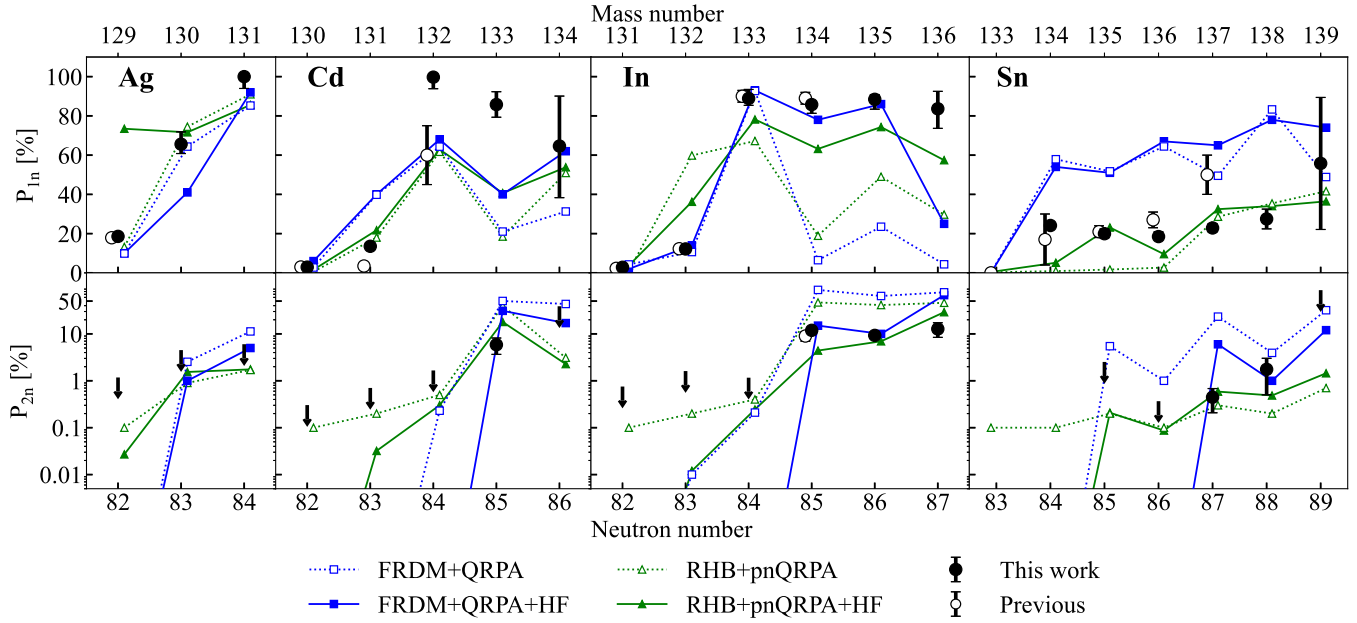 Mass number
129 130 131 130 131 132 133 134 131 132 133 134 135 136 133 134 135 136 137 138 139
Ag Cd In Sn
100
80
60
40
20
0
P1n [%]
50
10
1
0.1
0.01
P2n [%]
82 83 84 82 83 84 85 86 82 83 84 85 86 87 83 84 85 86 87 88 89
Neutron number
FRDM+QRPA RHB+pnQRPA This work
FRDM+QRPA+HF RHB+pnQRPA+HF Previous